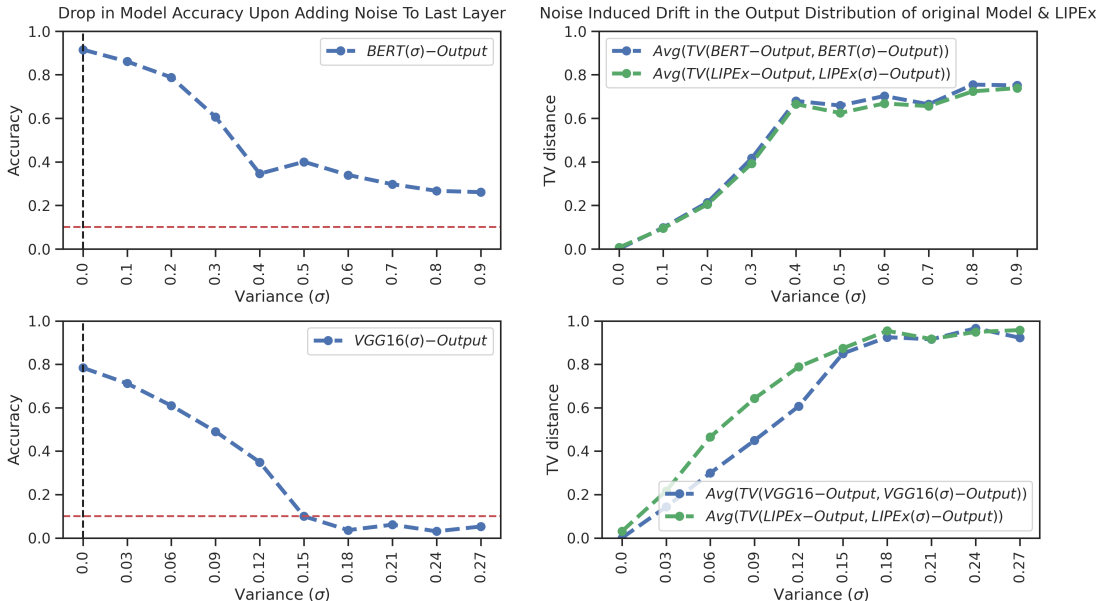 Drop in Model Accuracy Upon Adding Noise To Last Layer
1.0
0.8
0.6
0.4
0.2
0.0
Accuracy
BERT(σ)−Output
0.0 0.1 0.2 0.3 0.4 0.5 0.6 0.7 0.8 0.9
Variance (σ)
Noise Induced Drift in the Output Distribution of original Model & LIPEx
1.0
0.8
0.6
0.4
0.2
0.0
TV distance
Avg(TV(BERT−Output, BERT(σ)−Output))
Avg(TV(LIPEx−Output, LIPEx(σ)−Output))
0.0 0.1 0.2 0.3 0.4 0.5 0.6 0.7 0.8 0.9
Variance (σ)
1.0
0.8
0.6
0.4
0.2
0.0
Accuracy
VGG16(σ)−Output
0.0 0.03 0.06 0.09 0.12 0.15 0.18 0.21 0.24 0.27
Variance (σ)
1.0
0.8
0.6
0.4
0.2
0.0
TV distance
Avg(TV(VGG16−Output, VGG16(σ)−Output))
Avg(TV(LIPEx−Output, LIPEx(σ)−Output))
0.0 0.03 0.06 0.09 0.12 0.15 0.18 0.21 0.24 0.27
Variance (σ)